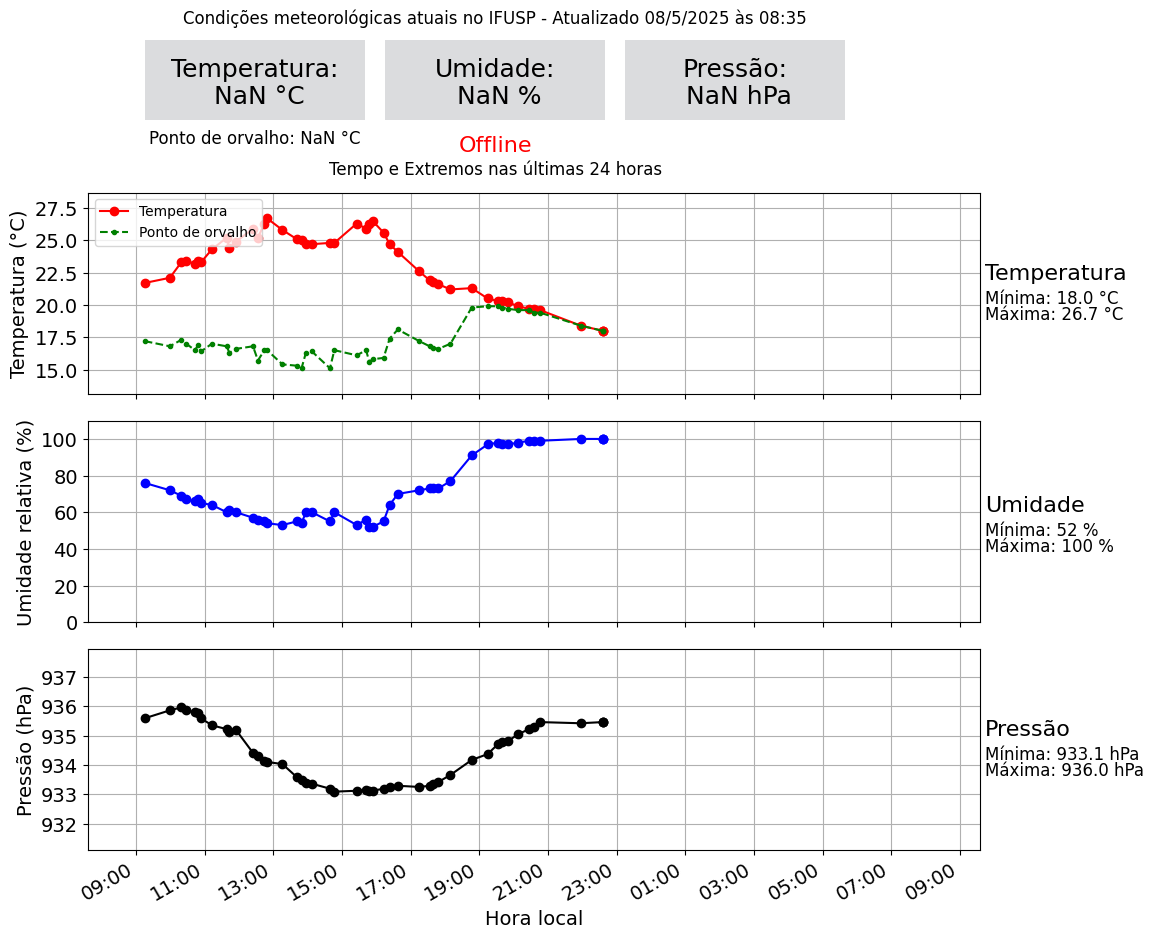 Condições meteorológicas atuais no IFUSP - Atualizado 08/5/2025 às 08:35
Temperatura:
NaN °C
Umidade:
NaN %
Pressão:
NaN hPa
Ponto de orvalho: NaN °C
Offline
Tempo e Extremos nas últimas 24 horas
Temperatura (°C)
27.5
25.0
22.5
20.0
17.5
15.0
Temperatura
Ponto de orvalho
Temperatura
Mínima: 18.0 °C
Máxima: 26.7 °C
Umidade relativa (%)
100
80
60
40
20
0
Umidade
Mínima: 52 %
Máxima: 100 %
Pressão (hPa)
937
936
935
934
933
932
Pressão
Mínima: 933.1 hPa
Máxima: 936.0 hPa
09:00 11:00 13:00 15:00 17:00 19:00 21:00 23:00 01:00 03:00 05:00 07:00 09:00
Hora local